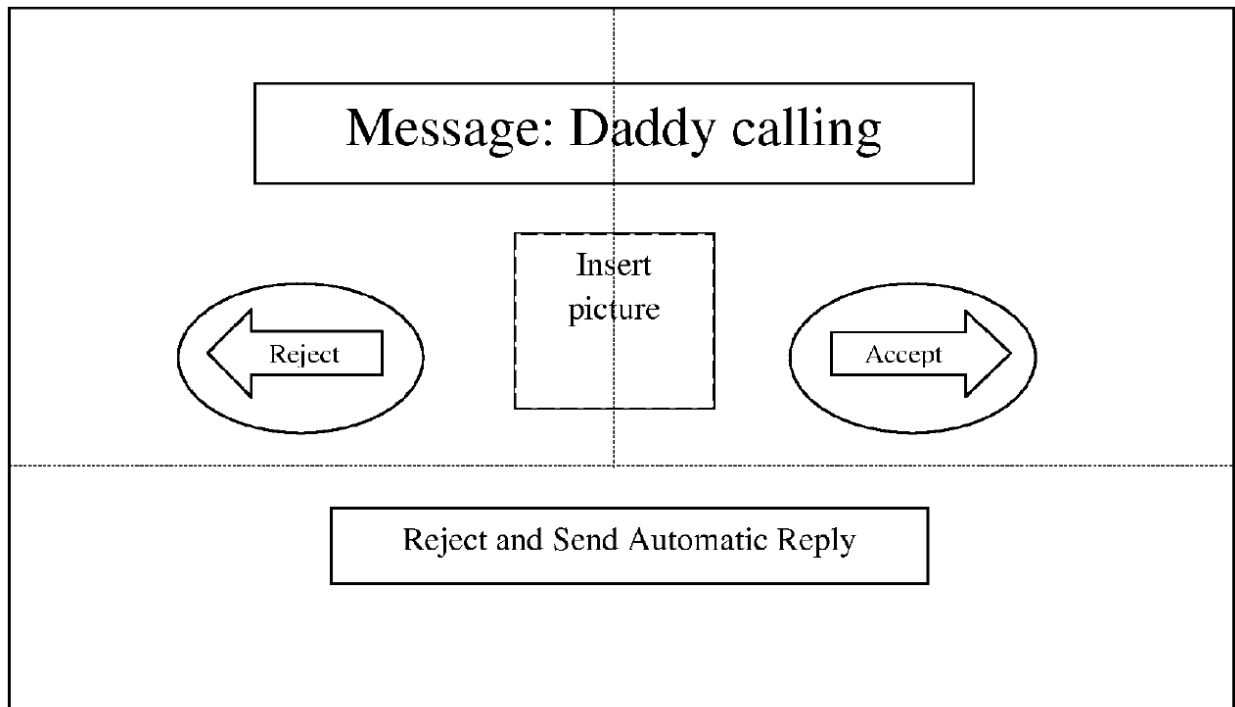 Message: Daddy calling
Insert
picture
Reject
Accept
Reject and Send Automatic Reply